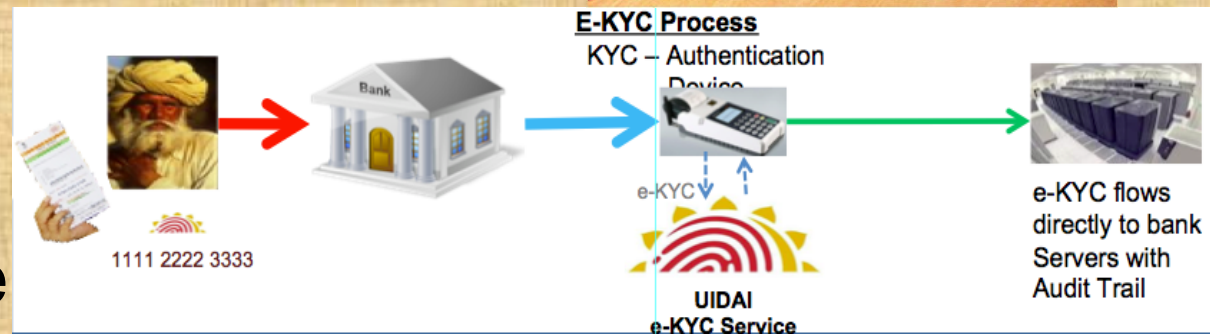 E-KYC Process
KYC – Authentication
Device
Bank
1111 2222 3333
e-KYC
UIDAI
e-KYC Service
e-KYC flows
directly to bank
Servers with
Audit Trail
e